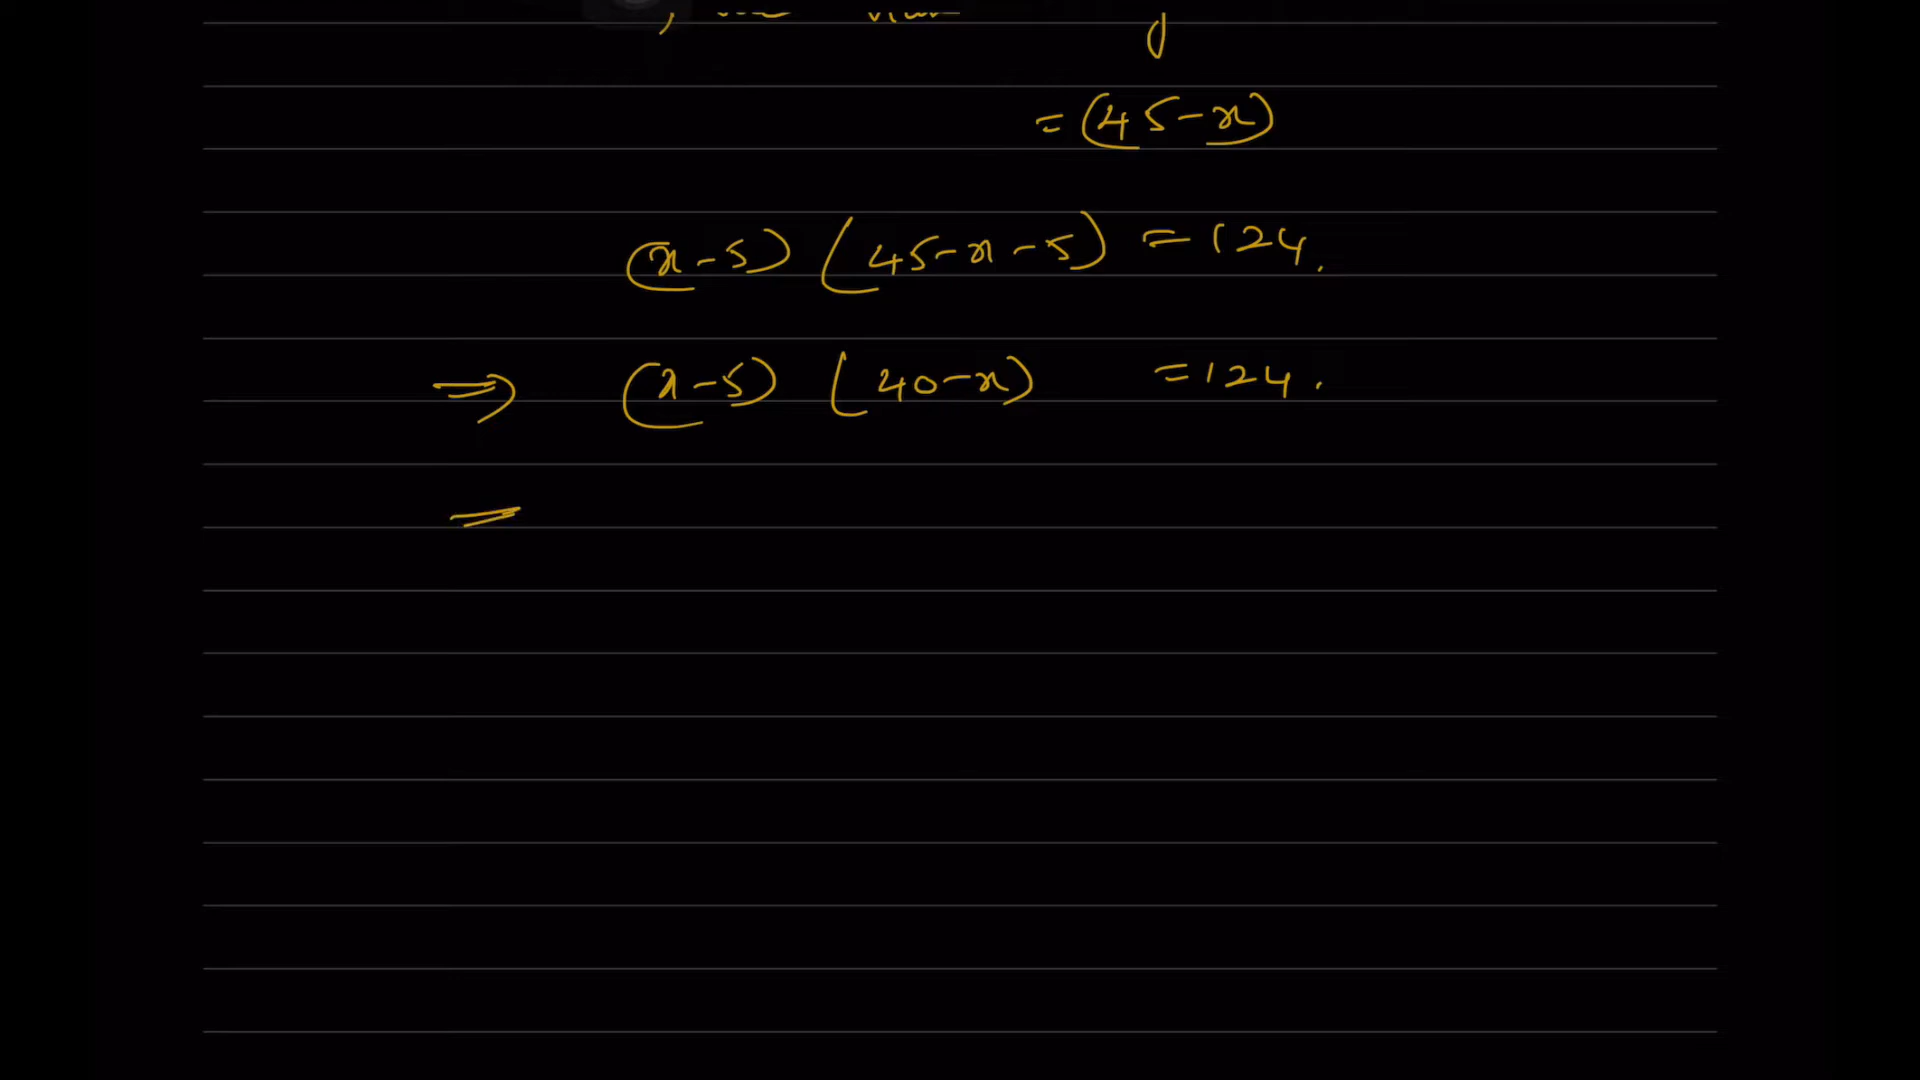 = (45-x)
(x-5) (45-x-5) = 124.
⇒ (x-5) (40-x) = 124.
=